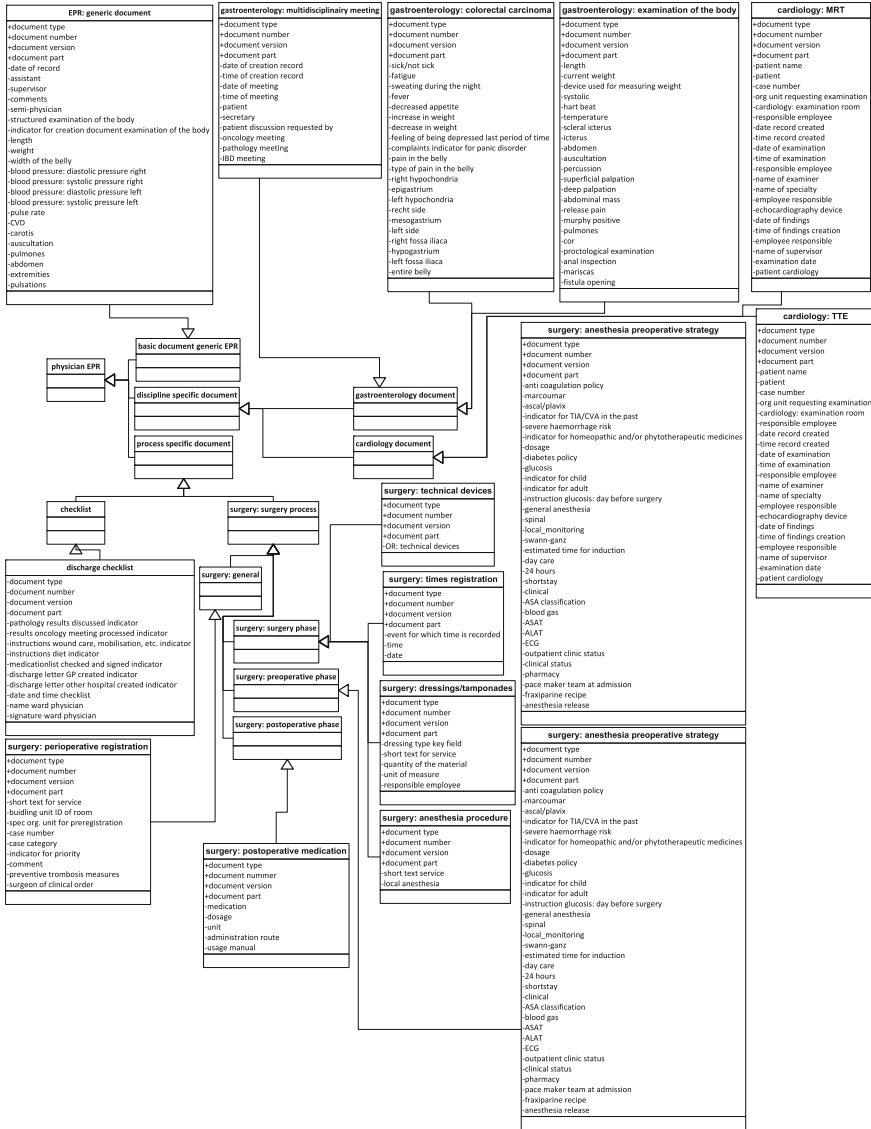 EPR: generic document
+document type
+document number
+document version
+document part
-date of record
-assistant
-supervisor
-comments
-semi-physician
-structured examination of the body
-indicator for creation document examination of the body
-length
-weight
-width of the belly
-blood pressure: diastolic pressure right
-blood pressure: systolic pressure right
-blood pressure: diastolic pressure left
-blood pressure: systolic pressure left
-pulse rate
-CVD
-carotis
-auscultation
-pulmones
-abdomen
-extremities
-pulsations
gastroenterology: multidisciplinairy meeting
+document type
+document number
+document version
+document part
-date of creation record
-time of creation record
-date of meeting
-time of meeting
-patient
-secretary
-patient discussion requested by
-oncology meeting
-pathology meeting
-IBD meeting
gastroenterology: colorectal carcinoma
+document type
+document number
+document version
+document part
-sick/not sick
-fatigue
-sweating during the night
-fever
-decreased appetite
-increase in weight
-decrease in weight
-feeling of being depressed last period of time
-complaints indicator for panic disorder
-pain in the belly
-type of pain in the belly
-right hypochondria
-epigastrium
-left hypochondria
-recht side
-mesogastrium
-left side
-right fossa iliaca
-hypogastrium
-left fossa iliaca
-entire belly
gastroenterology: examination of the body
+document type
+document number
+document version
+document part
-length
-current weight
-device used for measuring weight
-systolic
-hart beat
-temperature
-scleral icterus
-icterus
-abdomen
-auscultation
-percussion
-superficial palpation
-deep palpation
-abdominal mass
-release pain
-murphy positive
-pulmones
-cor
-proctological examination
-anal inspection
-mariscas
-fistula opening
cardiology: MRT
+document type
+document number
+document version
+document part
-patient name
-patient
-case number
-org unit requesting examination
-cardiology: examination room
-responsible employee
-date record created
-time record created
-date of examination
-time of examination
-responsible employee
-name of examiner
-name of specialty
-employee responsible
-echocardiography device
-date of findings
-time of findings creation
-employee responsible
-name of supervisor
-examination date
-patient cardiology
cardiology: TTE
+document type
+document number
+document version
+document part
-patient name
-patient
-case number
-org unit requesting examination
-cardiology: examination room
-responsible employee
-date record created
-time record created
-date of examination
-time of examination
-responsible employee
-name of examiner
-name of specialty
-employee responsible
-echocardiography device
-date of findings
-time of findings creation
-employee responsible
-name of supervisor
-examination date
-patient cardiology
basic document generic EPR
physician EPR
discipline specific document
process specific document
gastroenterology document
cardiology document
checklist
surgery: surgery process
discharge checklist
-document type
-document number
-document version
-document part
-pathology results discussed indicator
-results oncology meeting processed indicator
-instructions wound care, mobilisation, etc. indicator
-instructions diet indicator
-medicationlist checked and signed indicator
-discharge letter GP created indicator
-discharge letter other hospital created indicator
-date and time checklist
-name ward physician
-signature ward physician
surgery: general
surgery: surgery phase
surgery: preoperative phase
surgery: postoperative phase
surgery: technical devices
+document type
+document number
+document version
+document part
-OR: technical devices
surgery: times registration
+document type
+document number
+document version
+document part
-event for which time is recorded
-time
-date
surgery: dressings/tamponades
+document type
+document number
+document version
+document part
-dressing type key field
-short text for service
-quantity of the material
-unit of measure
-responsible employee
surgery: anesthesia procedure
+document type
+document number
+document version
+document part
-short text service
-local anesthesia
surgery: perioperative registration
+document type
+document number
+document version
+document part
-short text for service
-buidling unit ID of room
-spec org. unit for preregistration
-case number
-case category
-indicator for priority
-comment
-preventive trombosis measures
-surgeon of clinical order
surgery: postoperative medication
+document type
+document nummer
+document version
+document part
-medication
-dosage
-unit
-administration route
-usage manual
surgery: anesthesia preoperative strategy
+document type
+document number
+document version
+document part
-anti coagulation policy
-marcoumar
-ascal/plavix
-indicator for TIA/CVA in the past
-severe haemorrhage risk
-indicator for homeopathic and/or phytotherapeutic medicines
-dosage
-diabetes policy
-glucosis
-indicator for child
-indicator for adult
-instruction glucosis: day before surgery
-general anesthesia
-spinal
-local_monitoring
-swann-ganz
-estimated time for induction
-day care
-24 hours
-shortstay
-clinical
-ASA classification
-blood gas
-ASAT
-ALAT
-ECG
-outpatient clinic status
-clinical status
-pharmacy
-pace maker team at admission
-fraxiparine recipe
-anesthesia release
surgery: anesthesia preoperative strategy
+document type
+document number
+document version
+document part
-anti coagulation policy
-marcoumar
-ascal/plavix
-indicator for TIA/CVA in the past
-severe haemorrhage risk
-indicator for homeopathic and/or phytotherapeutic medicines
-dosage
-diabetes policy
-glucosis
-indicator for child
-indicator for adult
-instruction glucosis: day before surgery
-general anesthesia
-spinal
-local_monitoring
-swann-ganz
-estimated time for induction
-day care
-24 hours
-shortstay
-clinical
-ASA classification
-blood gas
-ASAT
-ALAT
-ECG
-outpatient clinic status
-clinical status
-pharmacy
-pace maker team at admission
-fraxiparine recipe
-anesthesia release